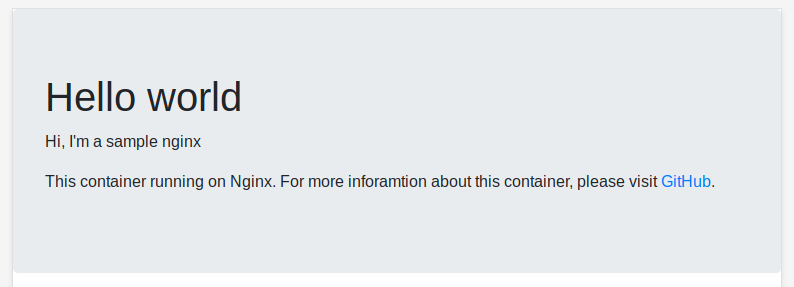 Hello world
Hi, I'm a sample nginx
This container running on Nginx. For more inforamtion about this container, please visit GitHub.